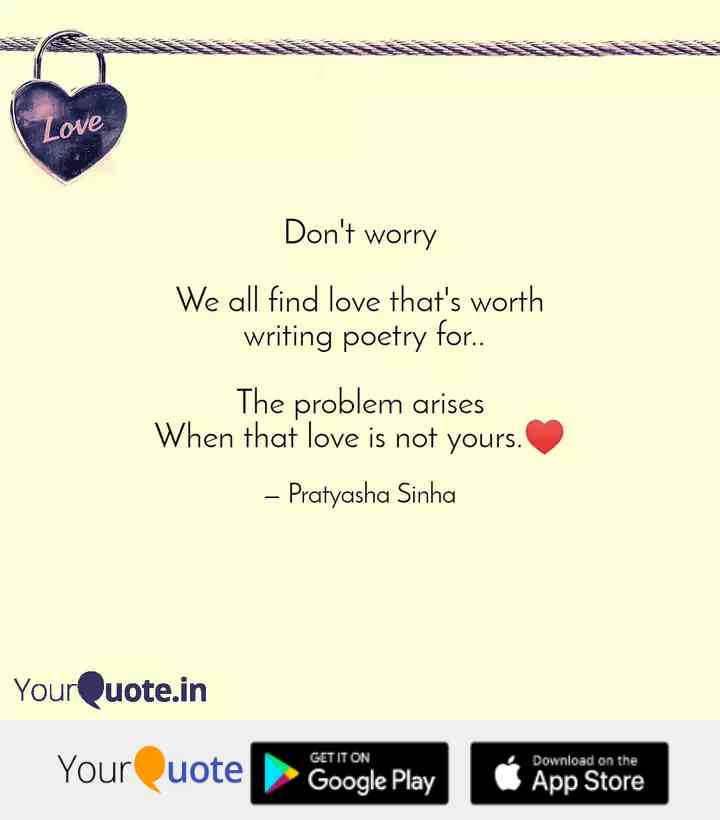 Love
Don't worry
We all find love that's worth
writing poetry for..
The problem arises
When that love is not yours.❤️
– Pratyasha Sinha
YourQuote.in
YourQuote
GET IT ON
Google Play
Download on the
App Store